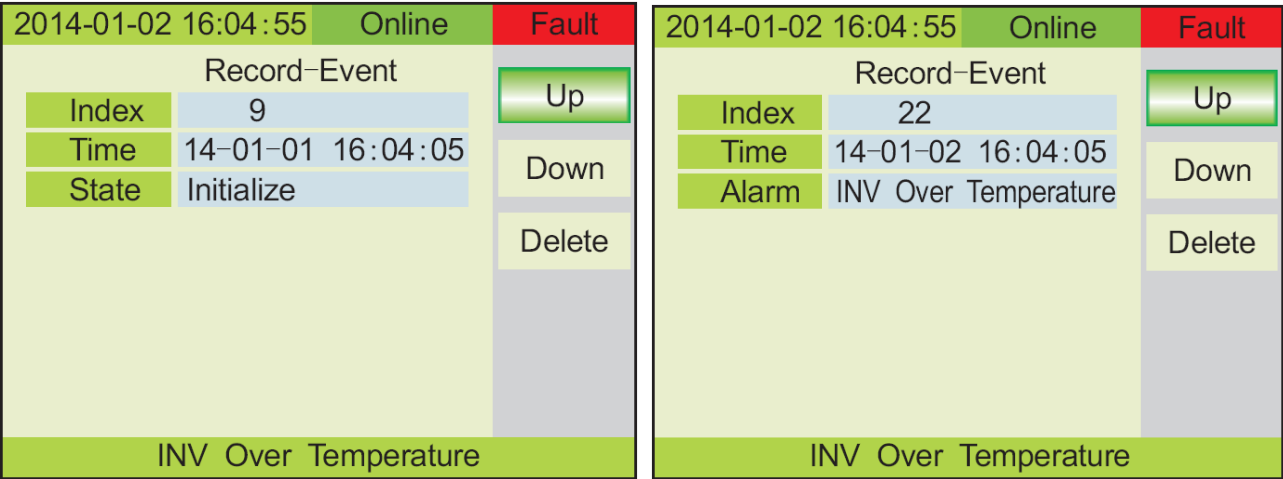 2014-01-02 16:04:55 Online Fault
Record-Event
Index 9
Time 14-01-01 16:04:05
State Initialize
Up
Down
Delete
INV Over Temperature
2014-01-02 16:04:55 Online Fault
Record-Event
Index 22
Time 14-01-02 16:04:05
Alarm INV Over Temperature
Up
Down
Delete
INV Over Temperature